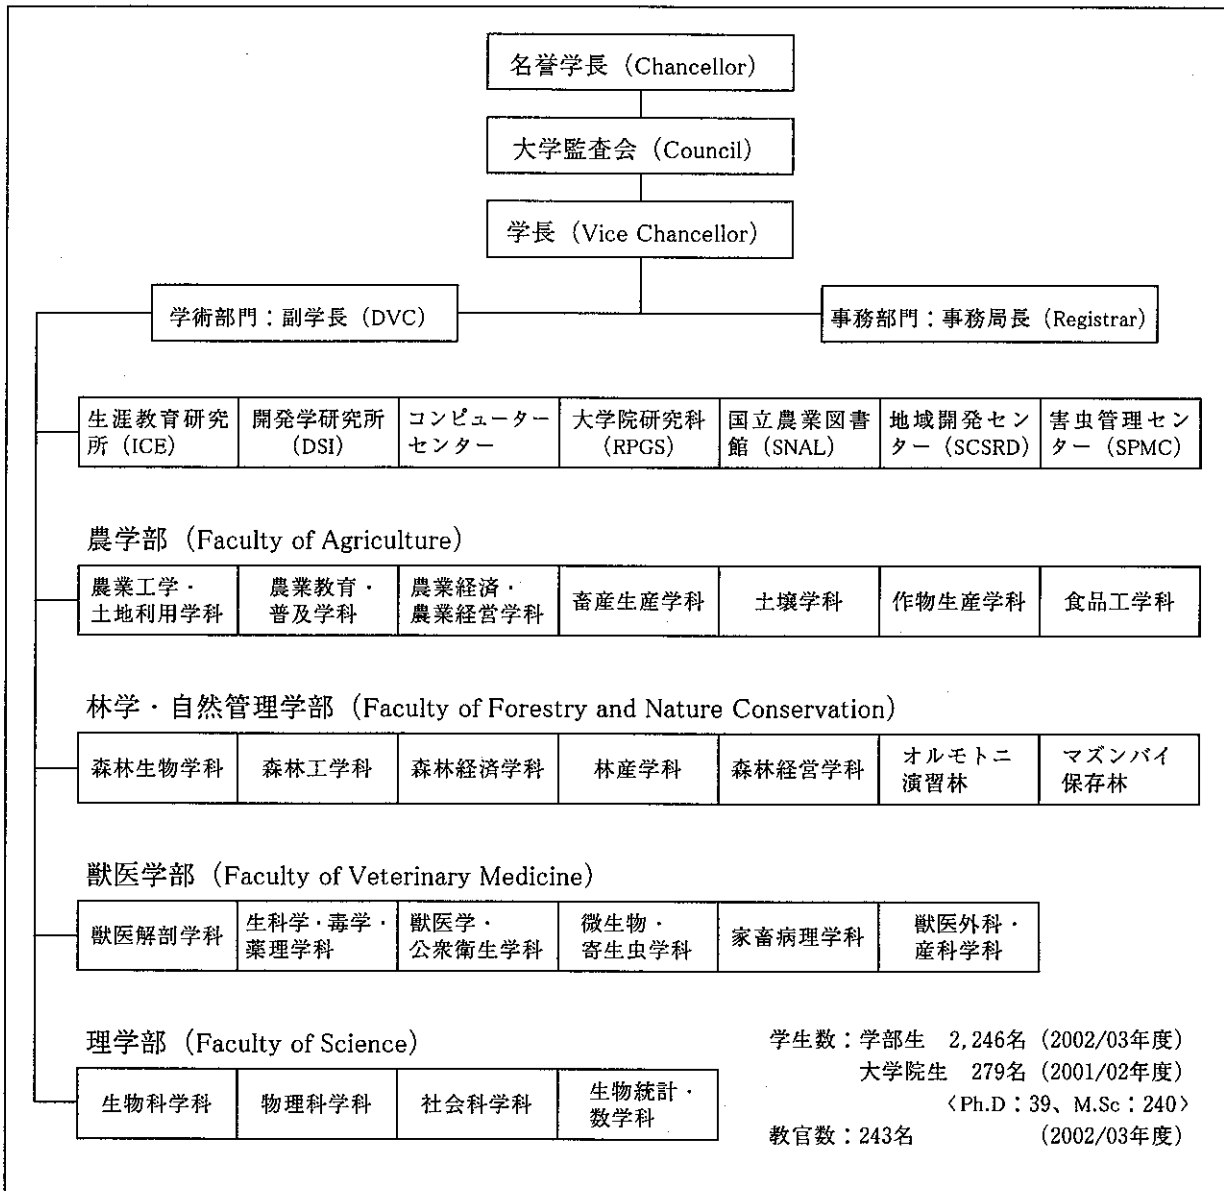 名誉学長（Chancellor）
大学監査会（Council）
学長（Vice Chancellor）
学術部門：副学長（DVC）
事務部門：事務局長（Registrar）
生涯教育研究
所（ICE）
開発学研究所
（DSI）
コンピューター
センター
大学院研究科
（RPGS）
国立農業図書
館（SNAL）
地域開発セン
ター（SCSRD）
害虫管理セン
ター（SPMC）
農学部（Faculty of Agriculture）
農業工学・
土地利用学科
農業教育・
普及学科
農業経済・
農業経営学科
畜産生産学科
土壌学科
作物生産学科
食品工学科
林学・自然管理学部（Faculty of Forestry and Nature Conservation）
森林生物学科
森林工学科
森林経済学科
林産学科
森林経営学科
オルモトニ
演習林
マズンバイ
保存林
獣医学部（Faculty of Veterinary Medicine）
獣医解剖学科
生科学・毒学・
薬理学科
獣医学・
公衆衛生学科
微生物・
寄生虫学科
家畜病理学科
獣医外科・
産科学科
理学部（Faculty of Science）
生物科学科
物理科学科
社会科学科
生物統計・
数学科
学生数：学部生　2,246名（2002/03年度）
大学院生　279名（2001/02年度）
〈Ph.D：39、M.Sc：240〉
教官数：243名　（2002/03年度）